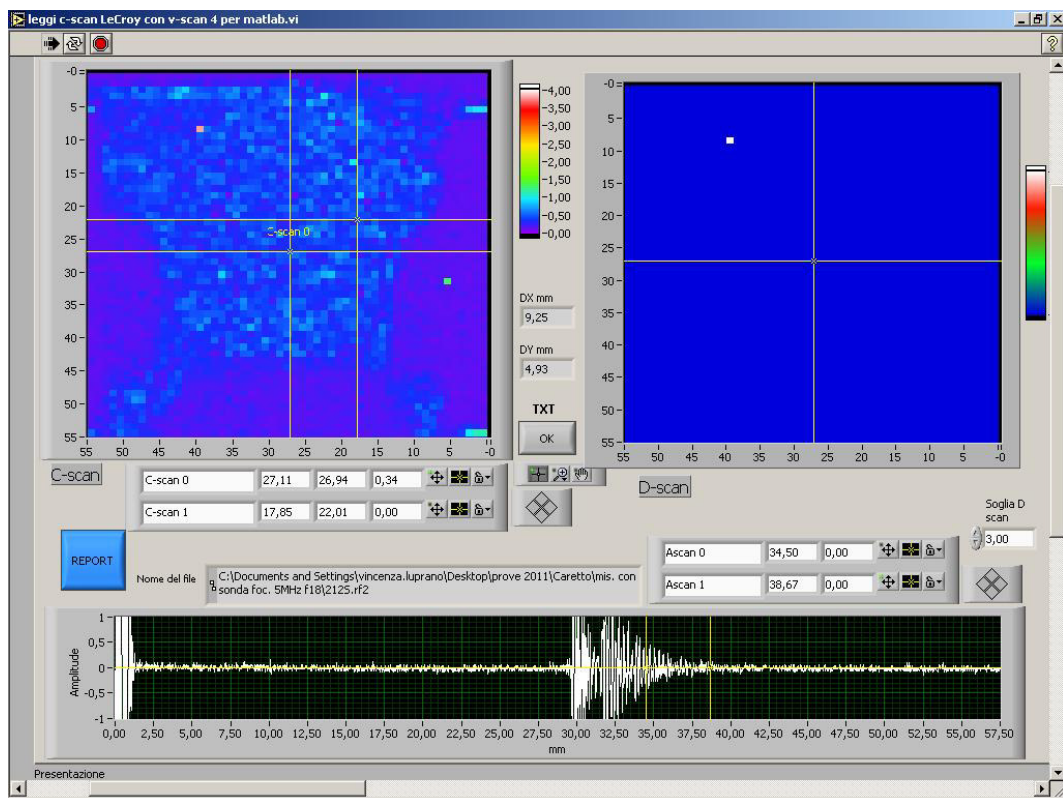 leggi c-scan LeCroy con v-scan 4 per matlab.vi
-0
5
10
15
20
25
30
35
40
45
50
55
55 50 45 40 35 30 25 20 15 10 5 -0
C-scan 0
-4,00
-3,50
-3,00
-2,50
-2,00
-1,50
-1,00
-0,50
-0,00
DX mm
9,25
DY mm
4,93
TXT
OK
-0
5
10
15
20
25
30
35
40
45
50
55
55 50 45 40 35 30 25 20 15 10 5 -0
C-scan
C-scan 0 27,11 26,94 0,34
C-scan 1 17,85 22,01 0,00
D-scan
Soglia D
scan
3,00
REPORT
Nome del file
C:\Documents and Settings\vincenza.luprano\Desktop\prove 2011\Caretto\mis. con
sonda foc. 5MHz f18\2125.rf2
Ascan 0 34,50 0,00
Ascan 1 38,67 0,00
Amplitude
1
0,5
0
-0,5
-1
0,00 2,50 5,00 7,50 10,00 12,50 15,00 17,50 20,00 22,50 25,00 27,50 30,00 32,50 35,00 37,50 40,00 42,50 45,00 47,50 50,00 52,50 55,00 57,50
mm
Presentazione